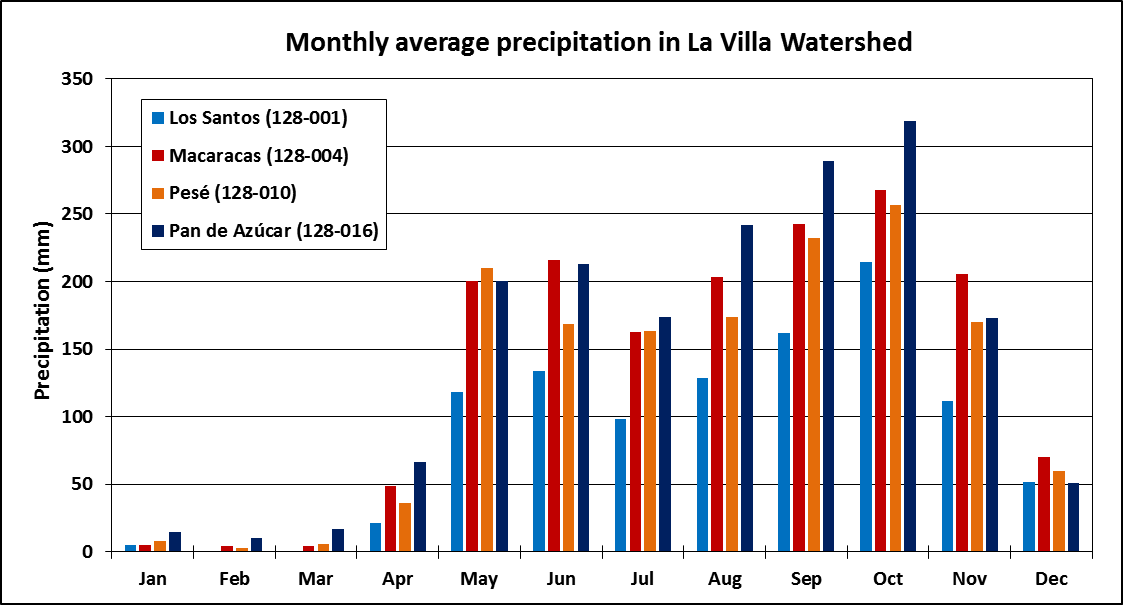 Monthly average precipitation in La Villa Watershed
350
300
250
200
150
100
50
0
Precipitation (mm)
Los Santos (128-001)
Macaracas (128-004)
Pesé (128-010)
Pan de Azúcar (128-016)
Jan Feb Mar Apr May Jun Jul Aug Sep Oct Nov Dec